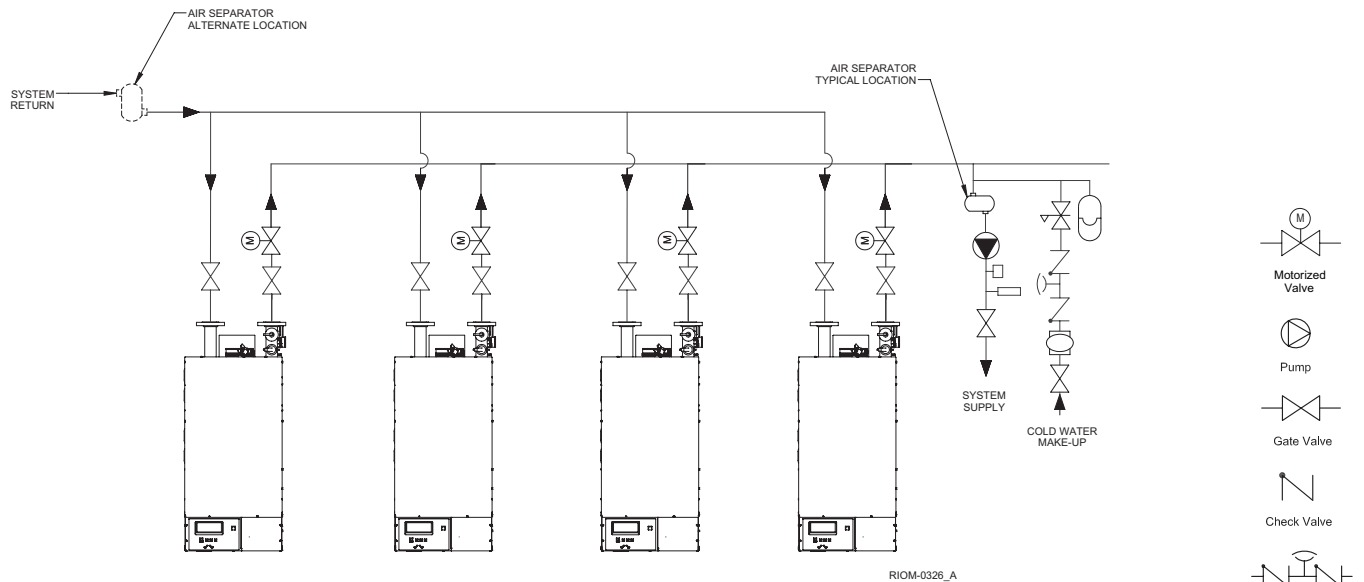 AIR SEPARATOR
ALTERNATE LOCATION
SYSTEM
RETURN
AIR SEPARATOR
TYPICAL LOCATION
M
M
M
M
M
Motorized
Valve
Pump
Gate Valve
SYSTEM
SUPPLY
COLD WATER
MAKE-UP
Check Valve
RIOM-0326_A